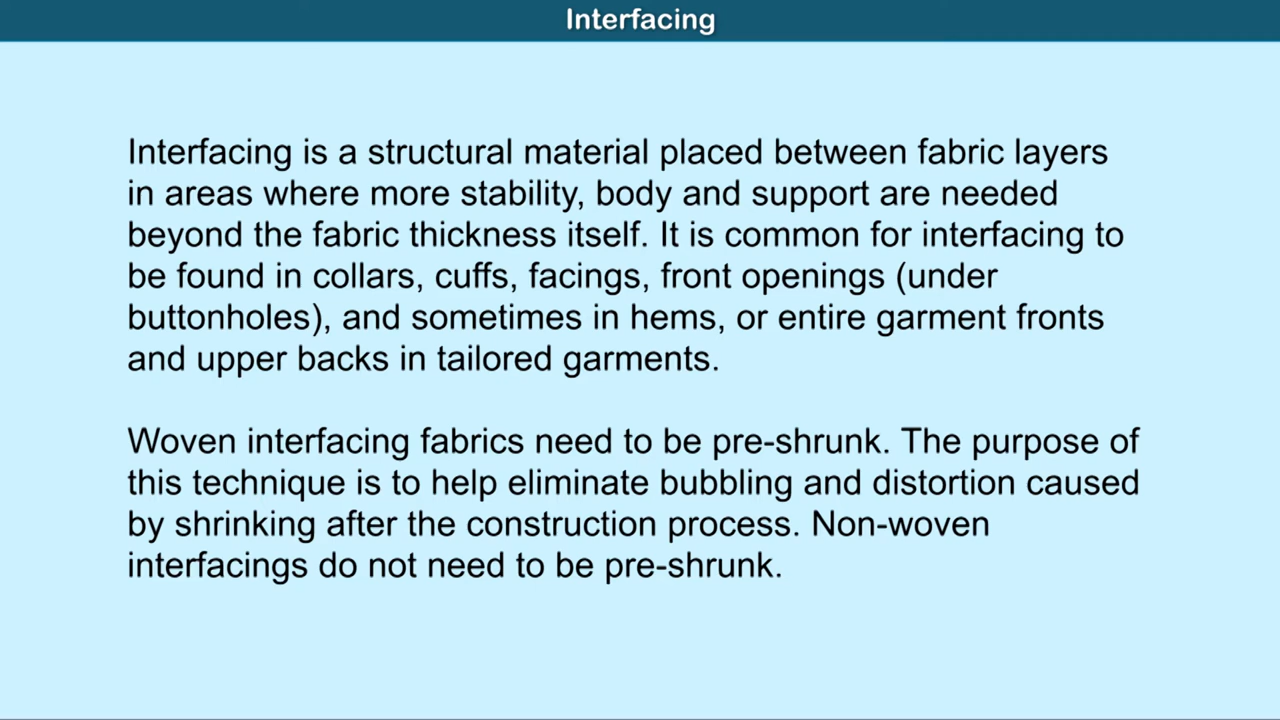 Interfacing
Interfacing is a structural material placed between fabric layers
in areas where more stability, body and support are needed
beyond the fabric thickness itself. It is common for interfacing to
be found in collars, cuffs, facings, front openings (under
buttonholes), and sometimes in hems, or entire garment fronts
and upper backs in tailored garments.
Woven interfacing fabrics need to be pre-shrunk. The purpose of
this technique is to help eliminate bubbling and distortion caused
by shrinking after the construction process. Non-woven
interfacings do not need to be pre-shrunk.